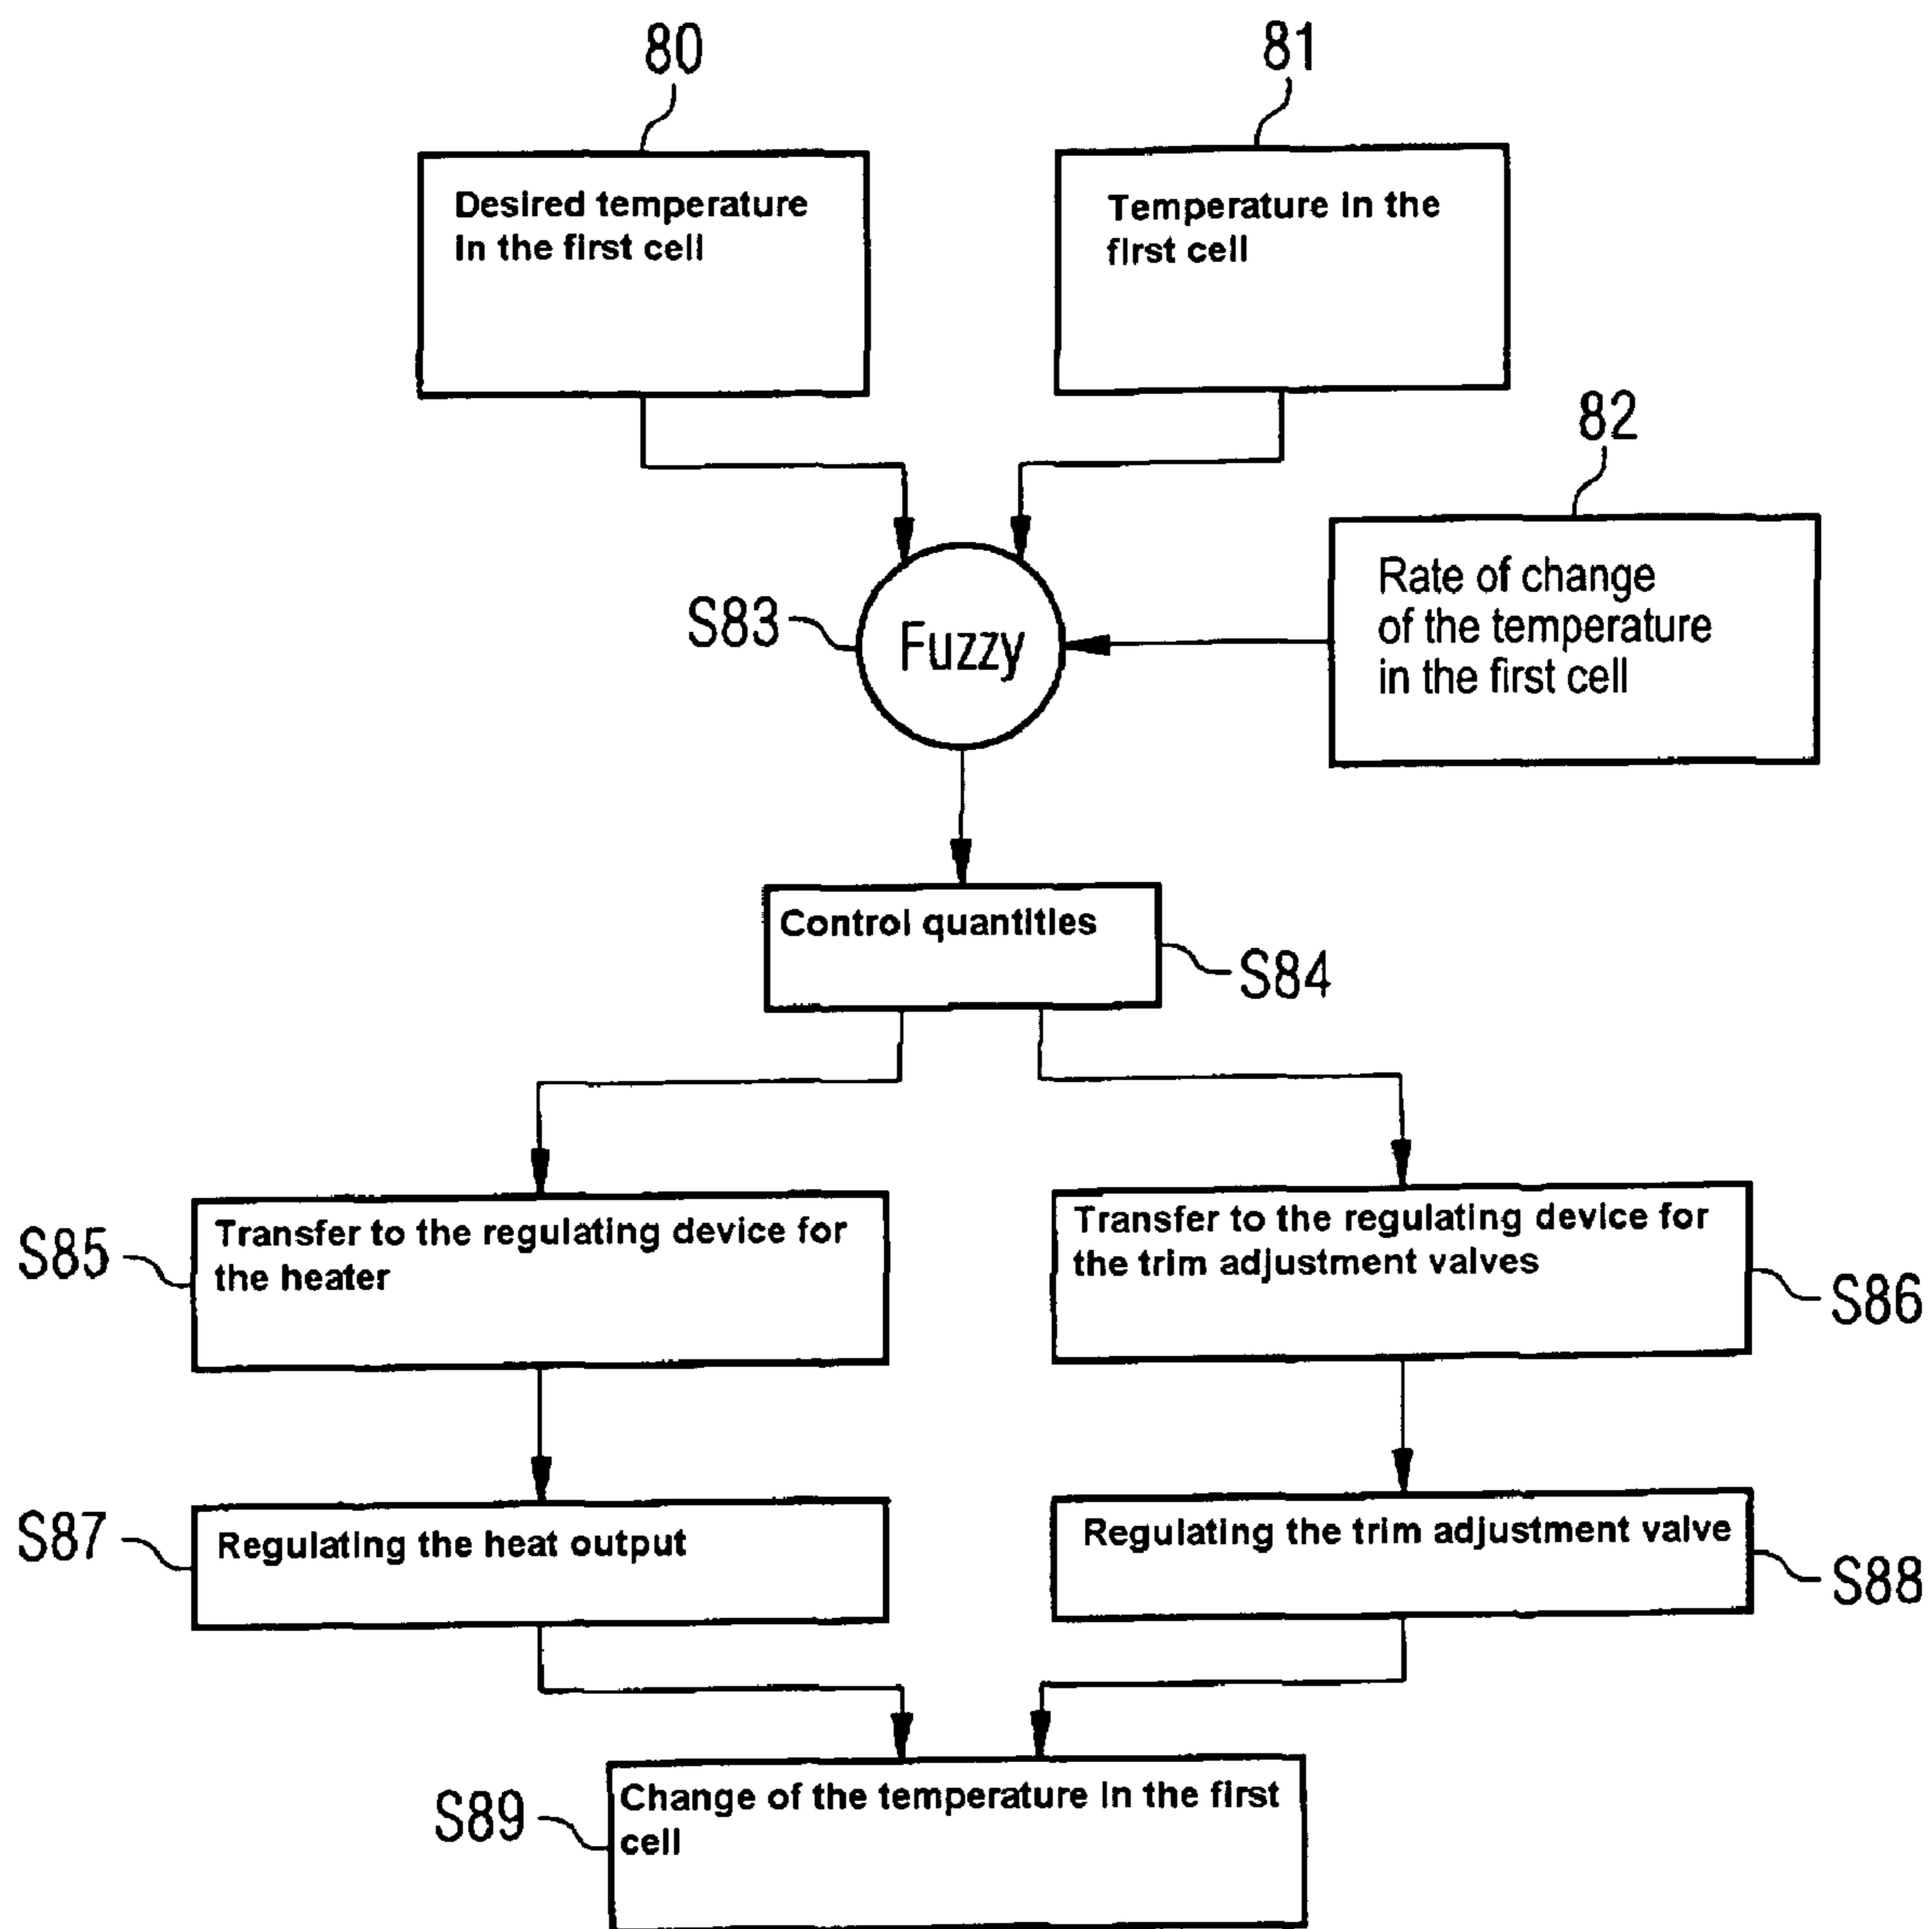 80
81
Desired temperature
in the first cell
Temperature in the
first cell
82
Rate of change
of the temperature
in the first cell
S83
Fuzzy
Control quantities
S84
S85
Transfer to the regulating device for
the heater
Transfer to the regulating device for
the trim adjustment valves
S86
S87
Regulating the heat output
Regulating the trim adjustment valve
S88
S89
Change of the temperature in the first
cell